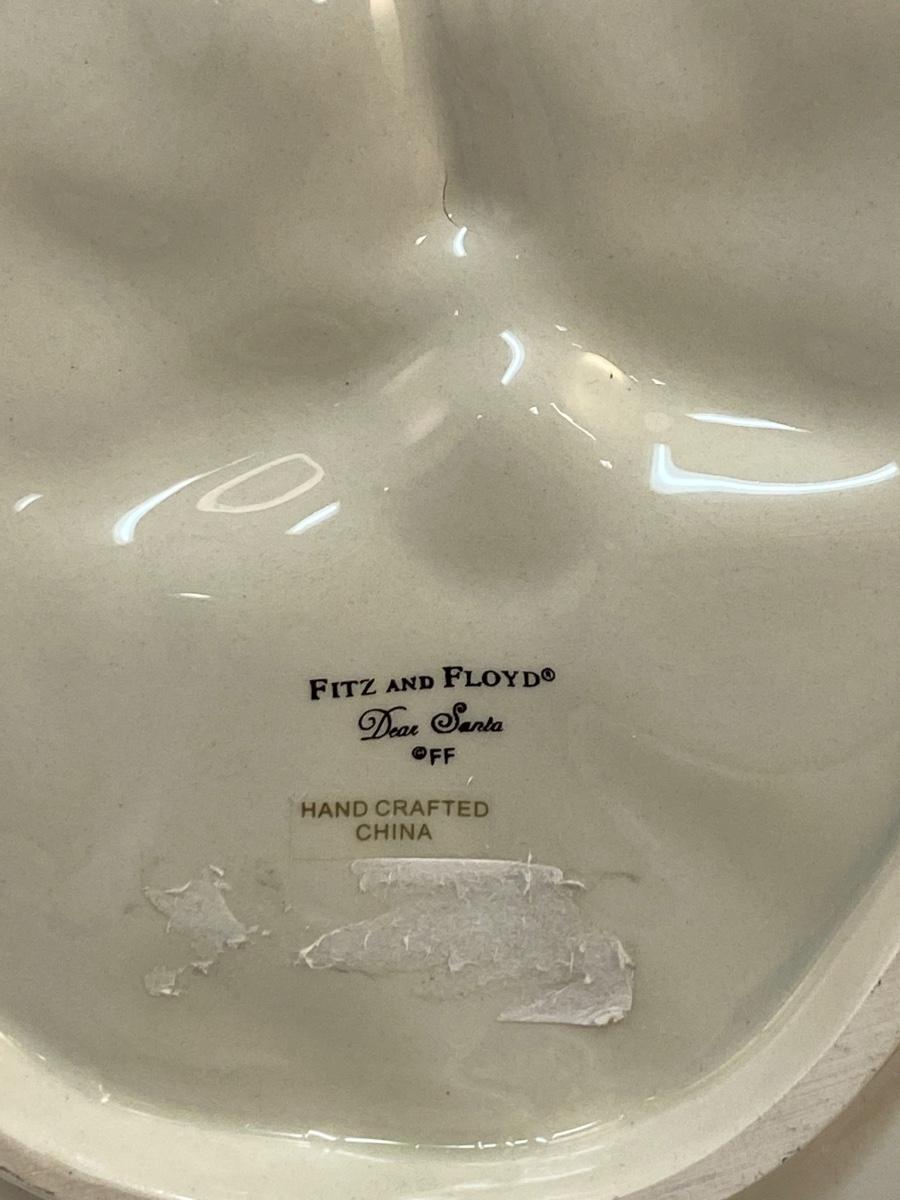 FITZ AND FLOYD®
Dear Santa
©FF
HAND CRAFTED
CHINA